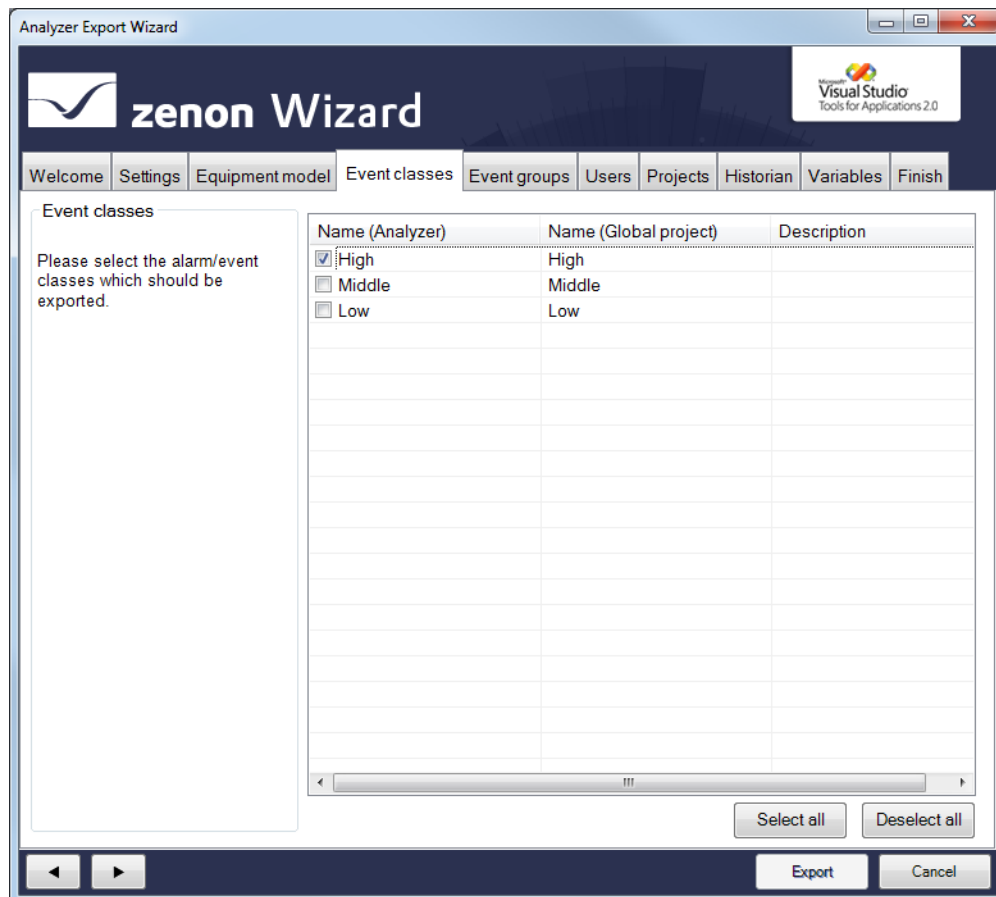 Analyzer Export Wizard
zenon Wizard
Microsoft®
Visual Studio®
Tools for Applications 2.0
Welcome Settings Equipment model Event classes Event groups Users Projects Historian Variables Finish
Event classes
Please select the alarm/event
classes which should be
exported.
Name (Analyzer) Name (Global project) Description
High High
Middle Middle
Low Low
Select all Deselect all
Export Cancel